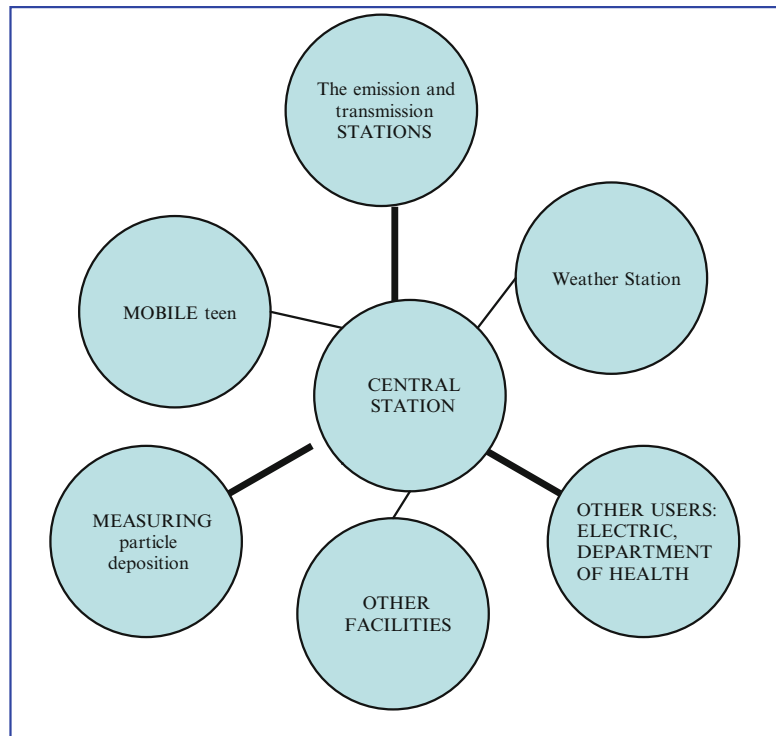 The emission and
transmission
STATIONS
Weather Station
MOBILE teen
CENTRAL
STATION
MEASURING
particle
deposition
OTHER USERS:
ELECTRIC,
DEPARTMENT
OF HEALTH
OTHER
FACILITIES